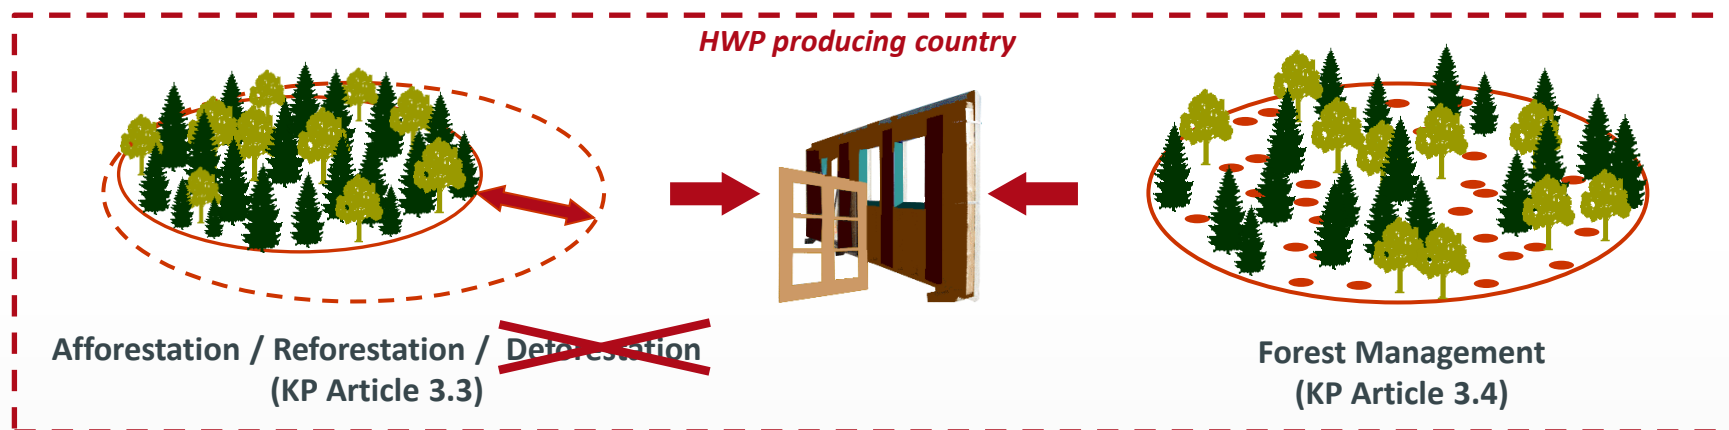 HWP producing country
Afforestation / Reforestation / Deforestation
(KP Article 3.3)
Forest Management
(KP Article 3.4)